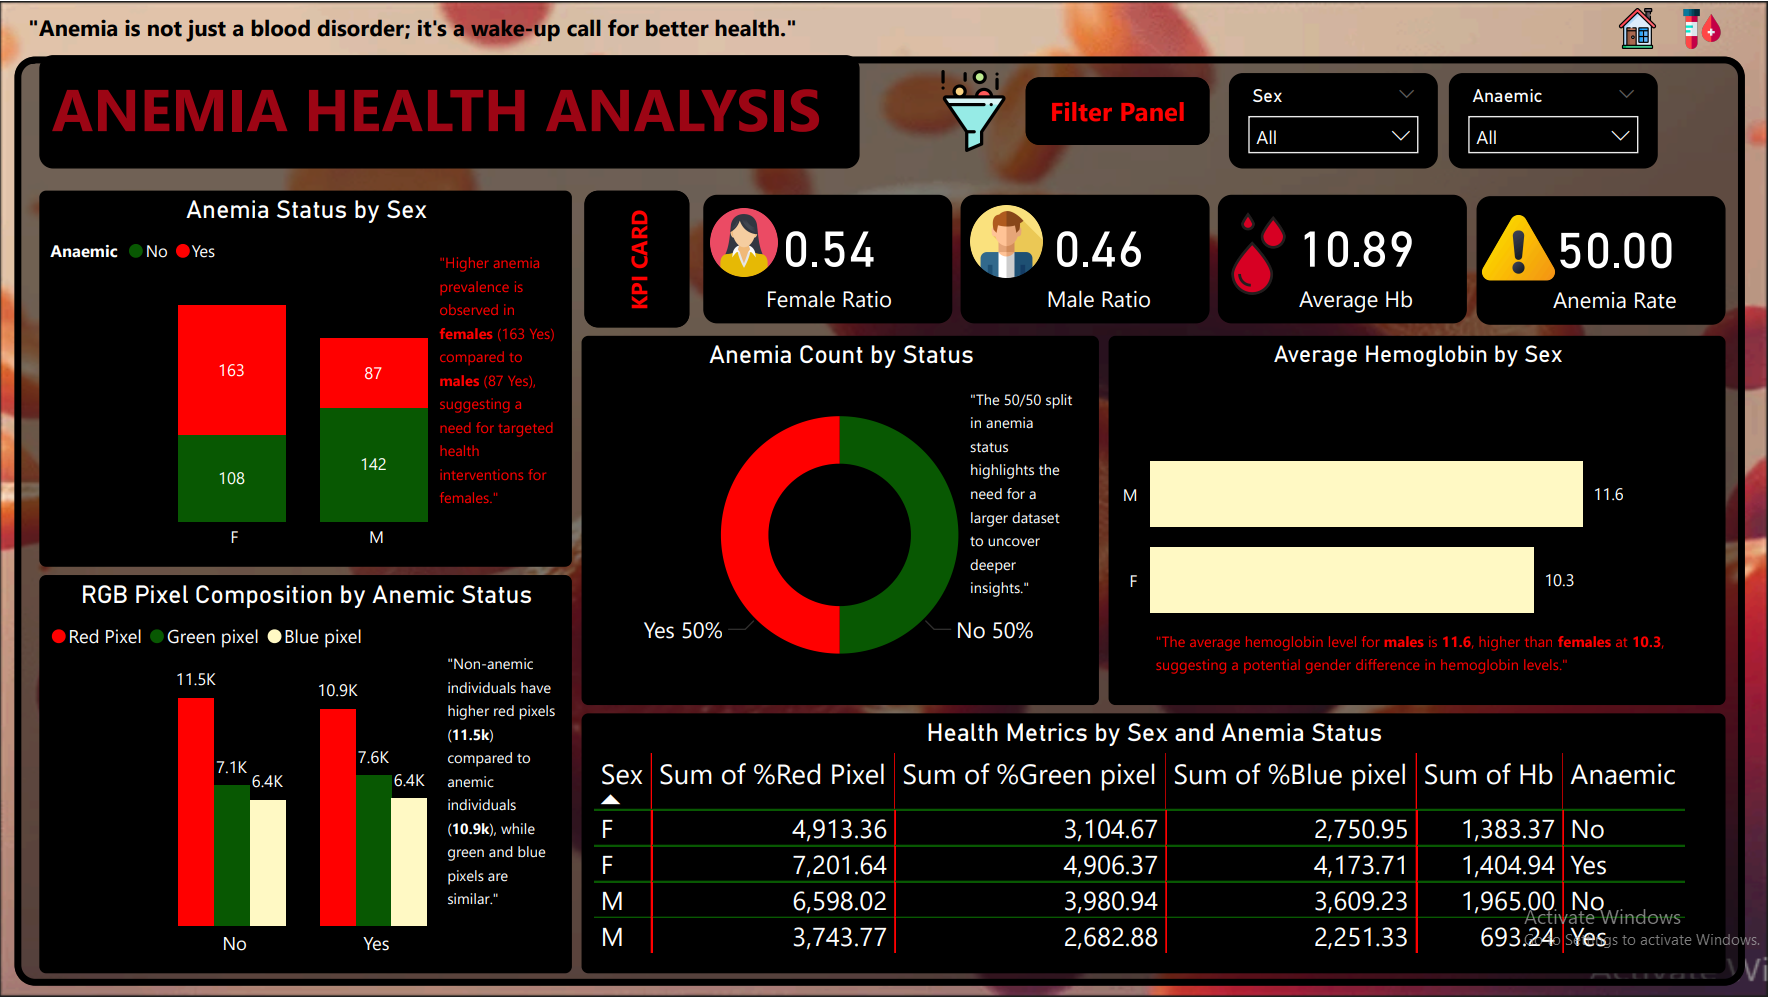 "Anemia is not just a blood disorder; it's a wake-up call for better health."
ANEMIA HEALTH ANALYSIS
Filter Panel
Sex
All
Anaemic
All
Anemia Status by Sex
Anaemic No Yes
163
108
F
87
142
M
"Higher anemia
prevalence is
observed in
females (163 Yes)
compared to
males (87 Yes),
suggesting a
need for targeted
health
interventions for
females."
KPI CARD
0.54
Female Ratio
0.46
Male Ratio
10.89
Average Hb
50.00
Anemia Rate
Anemia Count by Status
"The 50/50 split
in anemia
status
highlights the
need for a
larger dataset
to uncover
deeper
insights."
Yes 50%
No 50%
Average Hemoglobin by Sex
M 11.6
F 10.3
"The average hemoglobin level for males is 11.6, higher than females at 10.3,
suggesting a potential gender difference in hemoglobin levels."
RGB Pixel Composition by Anemic Status
Red Pixel Green pixel Blue pixel
11.5K
7.1K
6.4K
No
10.9K
7.6K
6.4K
Yes
"Non-anemic
individuals have
higher red pixels
(11.5k)
compared to
anemic
individuals
(10.9k), while
green and blue
pixels are
similar."
Health Metrics by Sex and Anemia Status
Sex Sum of %Red Pixel Sum of %Green pixel Sum of %Blue pixel Sum of Hb Anaemic
F 4,913.36 3,104.67 2,750.95 1,383.37 No
F 7,201.64 4,906.37 4,173.71 1,404.94 Yes
M 6,598.02 3,980.94 3,609.23 1,965.00 No
M 3,743.77 2,682.88 2,251.33 693.24 Yes
Activate Windows
Go to Settings to activate Windows.
Activate Wi